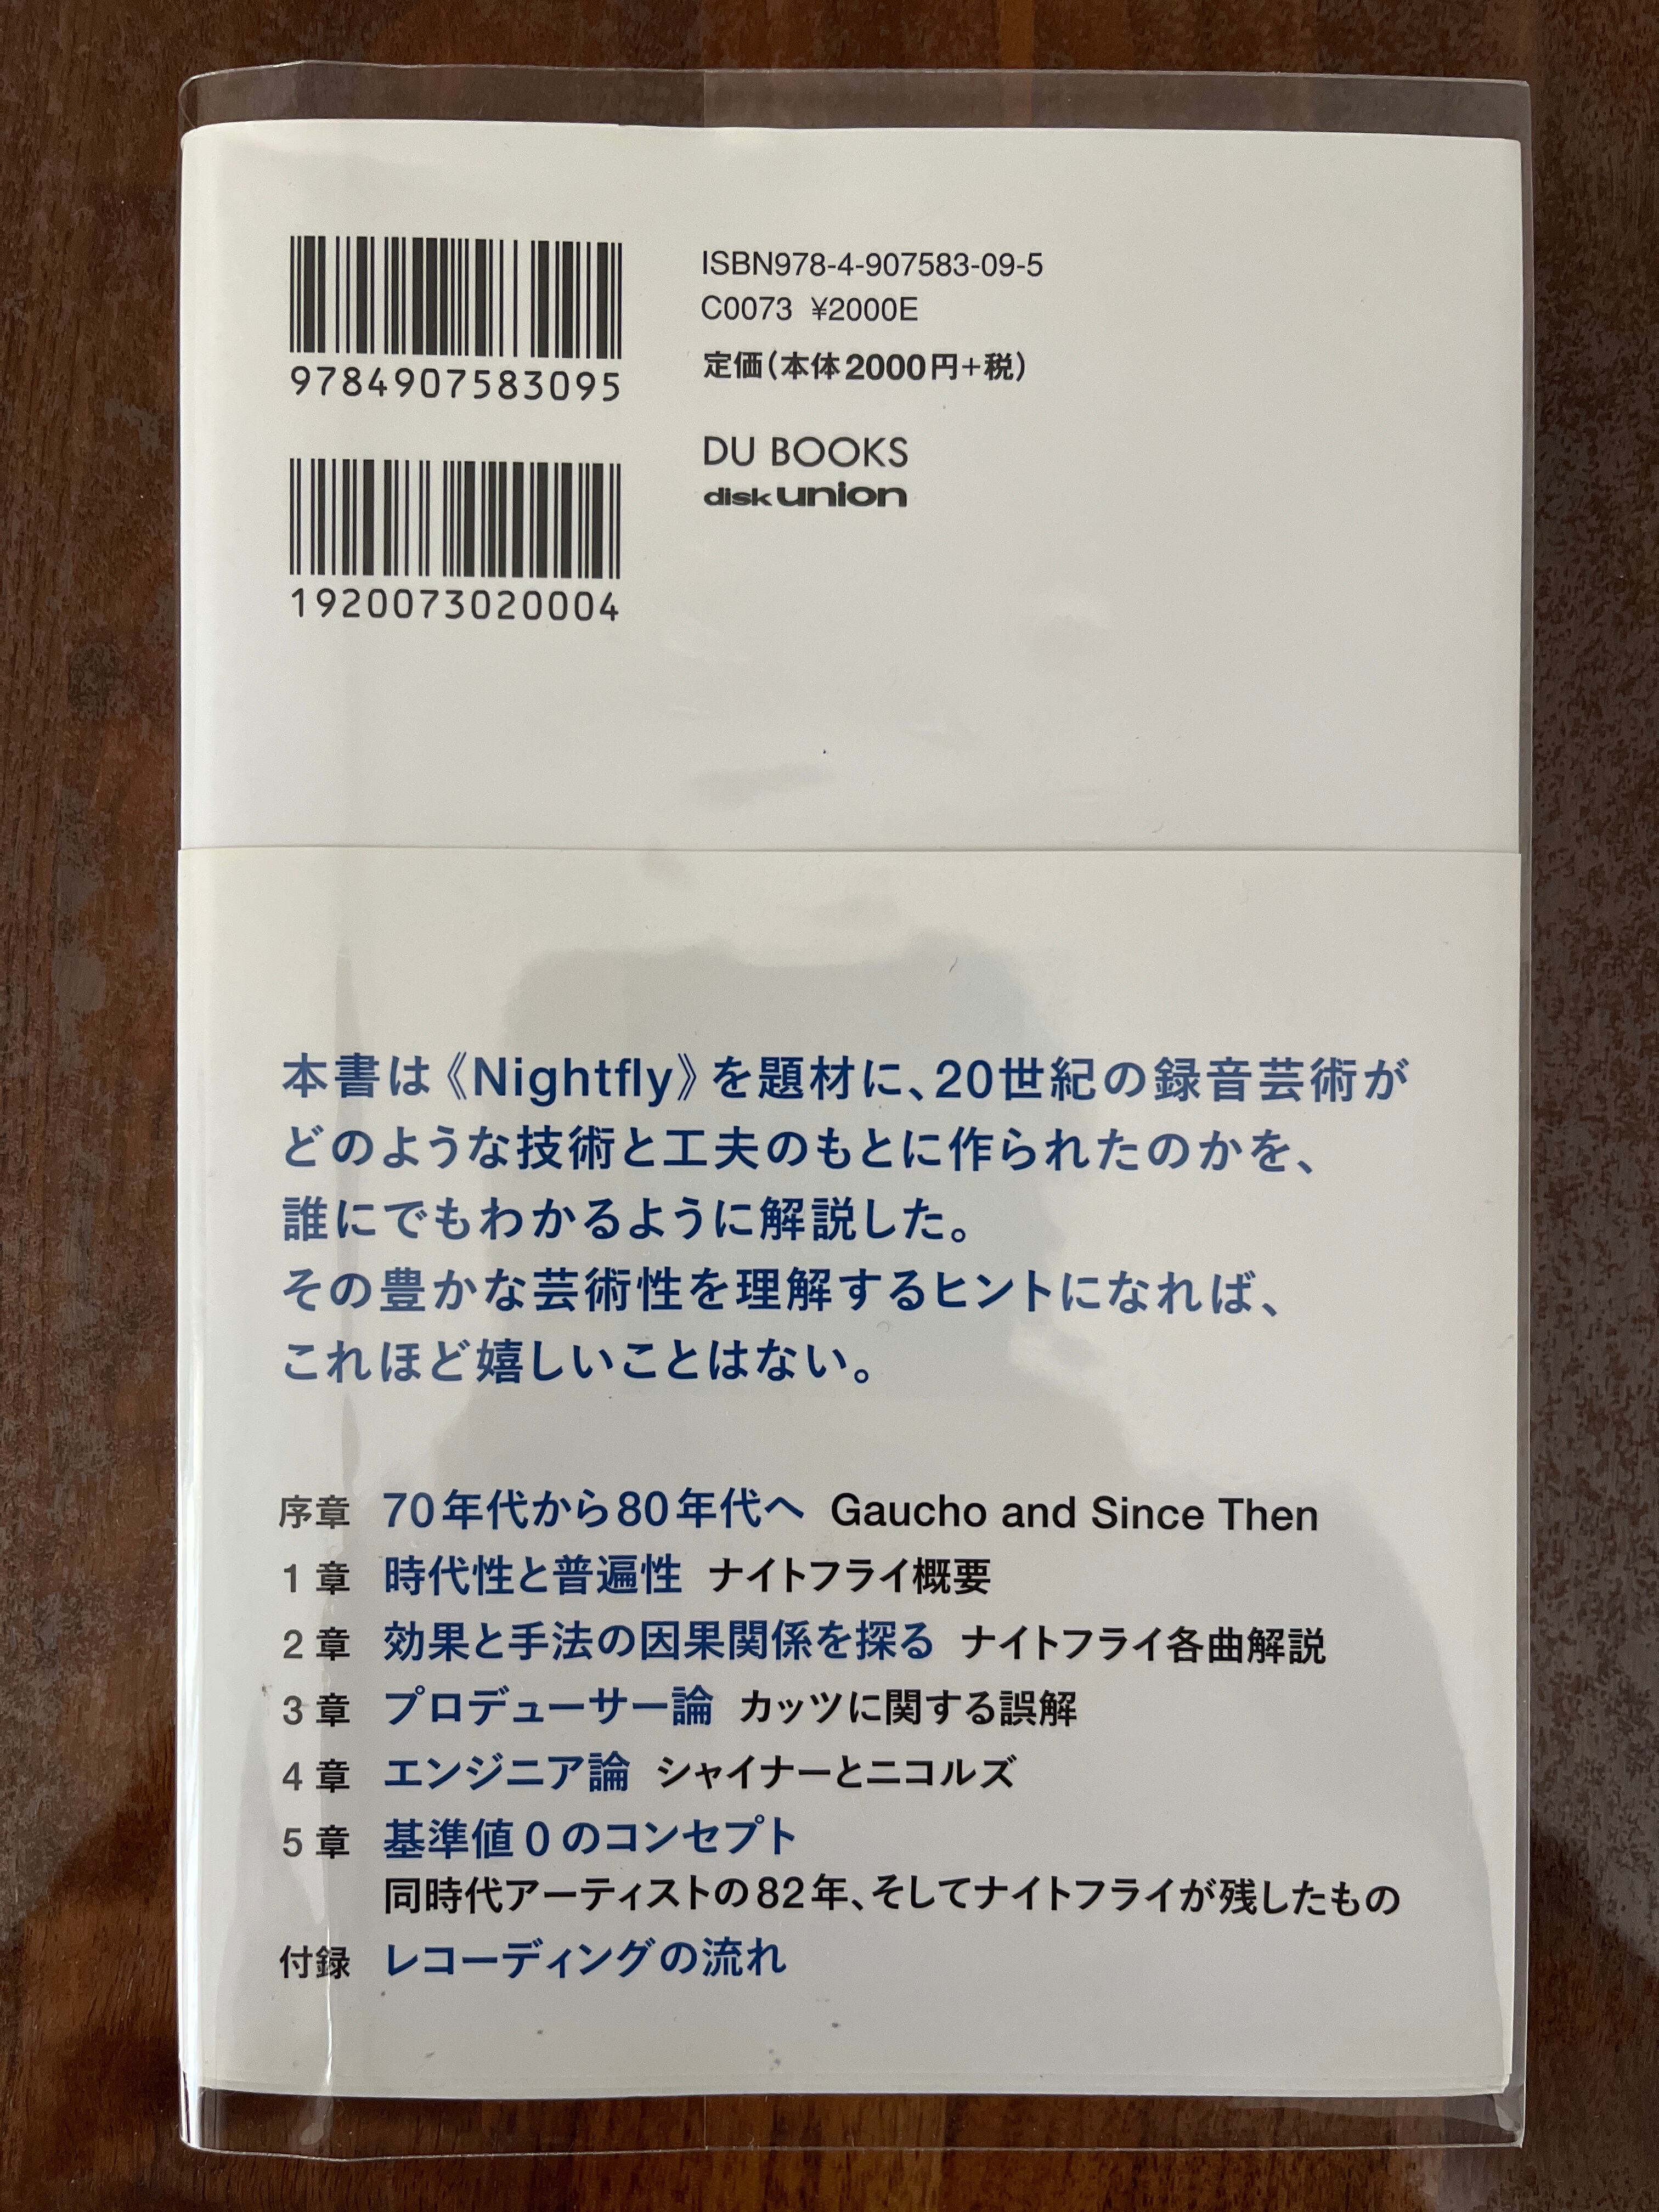 9784907583095
1920073020004
ISBN978-4-907583-09-5
C0073 ¥2000E
定価(本体2000円+税)
DU BOOKS
disk union
本書は《Nightfly》を題材に、20世紀の録音芸術が
どのような技術と工夫のもとに作られたのかを、
誰にでもわかるように解説した。
その豊かな芸術性を理解するヒントになれば、
これほど嬉しいことはない。
序章 70年代から80年代へ Gaucho and Since Then
1章 時代性と普遍性 ナイトフライ概要
2章 効果と手法の因果関係を探る ナイトフライ各曲解説
3章 プロデューサー論 カッツに関する誤解
4章 エンジニア論 シャイナーとニコルズ
5章 基準値0のコンセプト
同時代アーティストの82年、そしてナイトフライが残したもの
付録 レコーディングの流れ